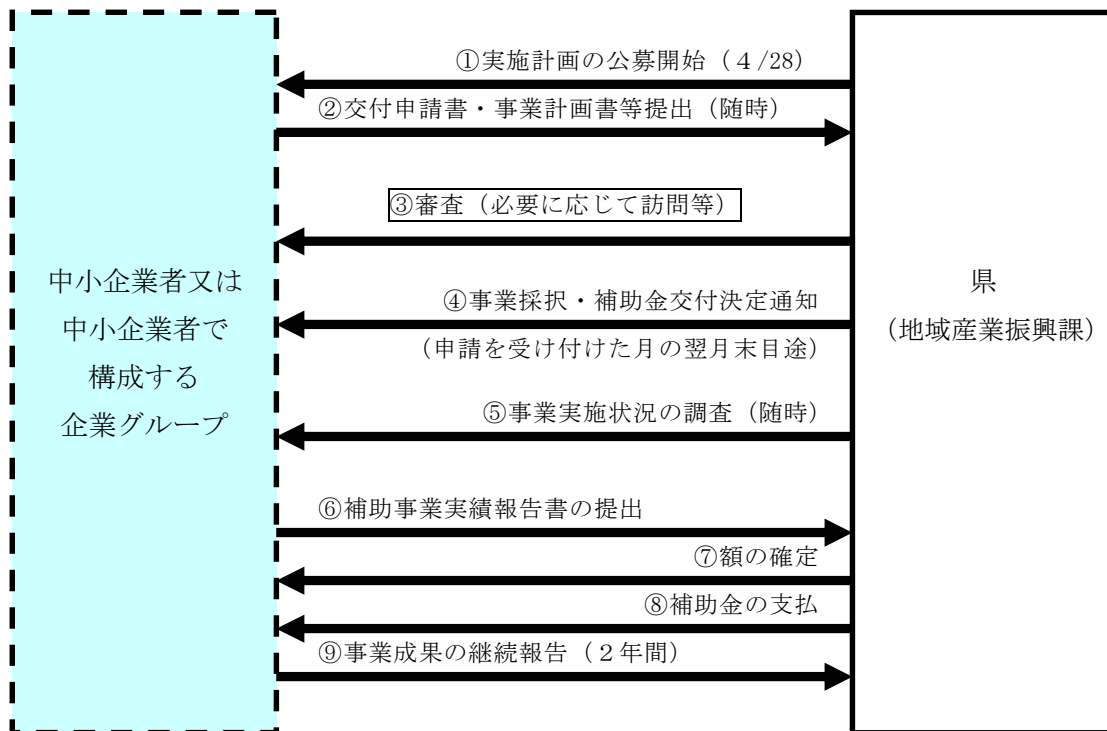 ①実施計画の公募開始（４/28）
②交付申請書・事業計画書等提出（随時）
③審査（必要に応じて訪問等）
④事業採択・補助金交付決定通知
（申請を受け付けた月の翌月末目途）
⑤事業実施状況の調査（随時）
⑥補助事業実績報告書の提出
⑦額の確定
⑧補助金の支払
⑨事業成果の継続報告（２年間）
中小企業者又は
中小企業者で
構成する
企業グループ
県
（地域産業振興課）